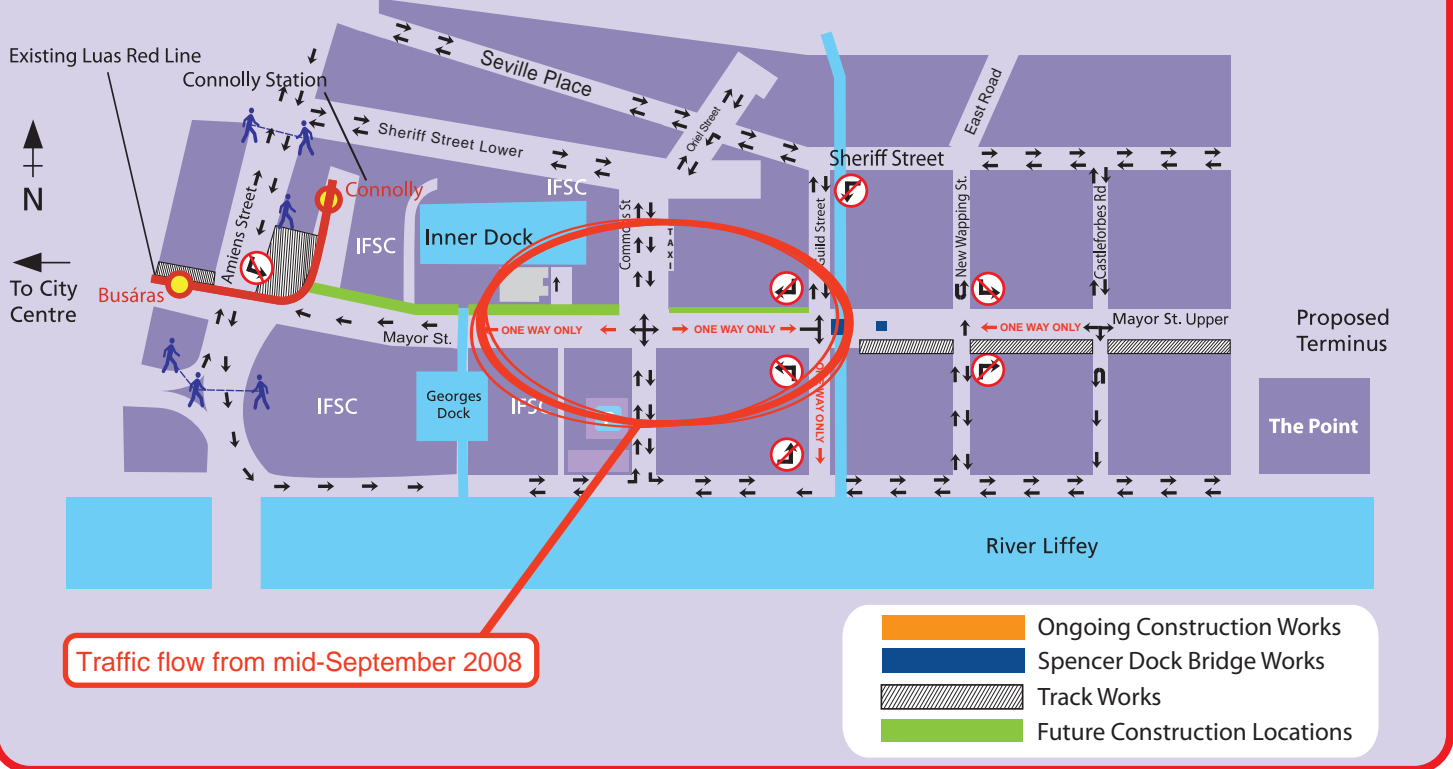 Existing Luas Red Line
Connolly Station
Seville Place
Oriel Street
East Road
Sheriff Street Lower
Sheriff Street
N
Amiens Street
Connolly
IFSC
IFSC
Inner Dock
Commons St
TAXI
Guild Street
New Wapping St.
Castleforbes Rd
To City
Centre
Busáras
Mayor St.
ONE WAY ONLY
ONE WAY ONLY
ONE WAY ONLY
Mayor St. Upper
Proposed
Terminus
ONE WAY ONLY
IFSC
Georges
Dock
IFSC
The Point
River Liffey
Traffic flow from mid-September 2008
Ongoing Construction Works
Spencer Dock Bridge Works
Track Works
Future Construction Locations